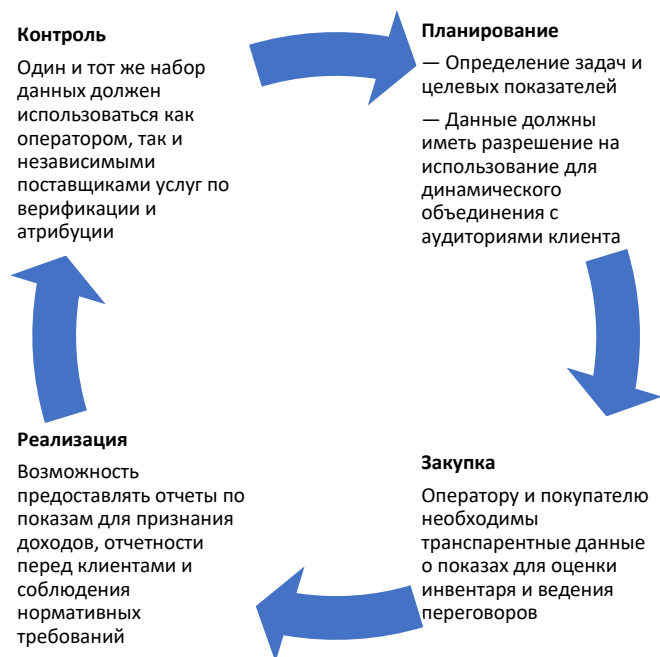 Контроль
Один и тот же набор
данных должен
использоваться как
оператором, так и
независимыми
поставщиками услуг по
верификации и
атрибуции
Планирование
— Определение задач и
целевых показателей
— Данные должны
иметь разрешение на
использование для
динамического
объединения с
аудиториями клиента
Реализация
Возможность
предоставлять отчеты по
показам для признания
доходов, отчетности
перед клиентами и
соблюдения
нормативных
требований
Закупка
Оператору и покупателю
необходимы
транспарентные данные
о показах для оценки
инвентаря и ведения
переговоров